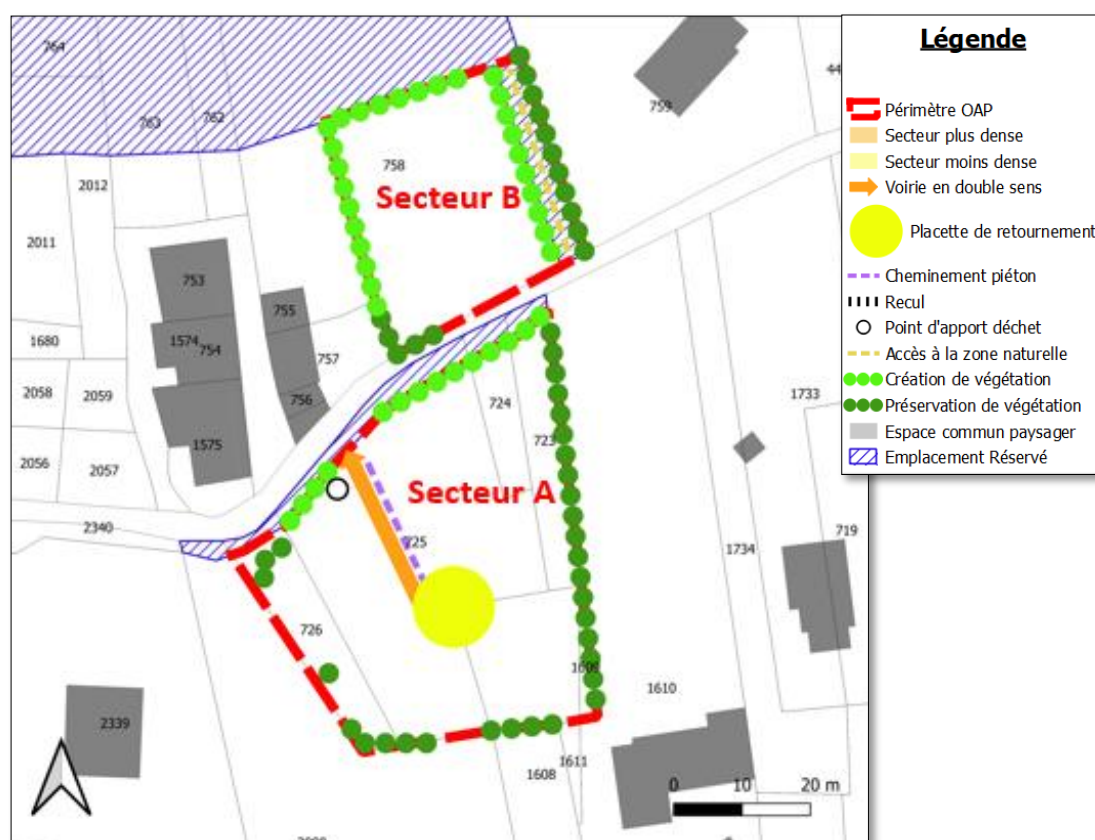 Légende
Périmètre OAP
Secteur plus dense
Secteur moins dense
Voirie en double sens
Placette de retournement
Cheminement piéton
Recul
Point d'apport déchet
Accès à la zone naturelle
Création de végétation
Préservation de végétation
Espace commun paysager
Emplacement Réservé
764
763
762
759
44
758
Secteur B
2012
2011
753
755
1680
1574
754
757
2058
2059
756
724
1733
723
1575
2056
2057
Secteur A
2340
725
1734
719
726
1609
1610
2339
1608
1611
0 10 20 m